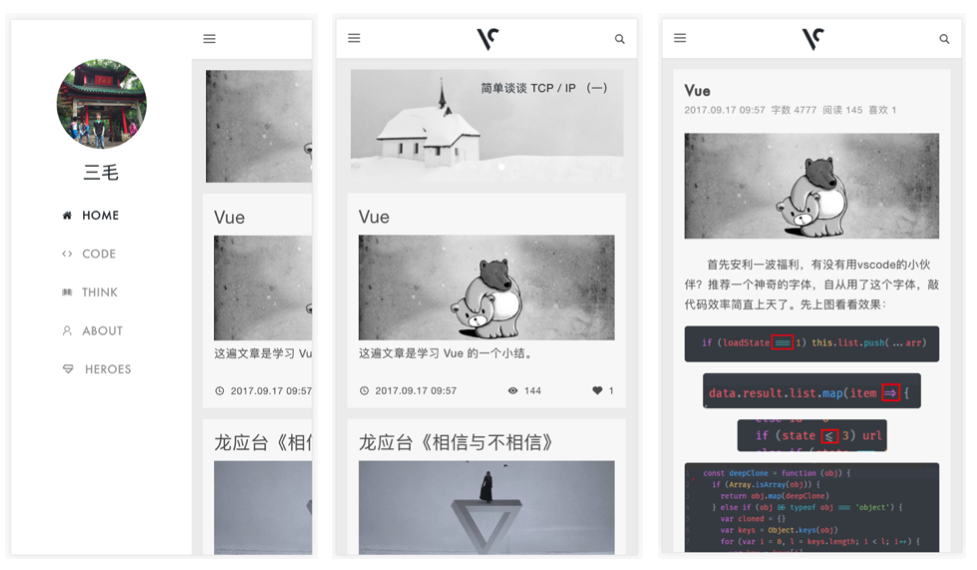 三毛
HOME
CODE
THINK
ABOUT
HEROES
Vue
这遍文章是学习 Vu
2017.09.17 09:57
龙应台《相信
简单谈谈 TCP / IP （一）
Vue
这遍文章是学习 Vue 的一个小结。
2017.09.17 09:57 144 1
龙应台《相信与不相信》
Vue
2017.09.17 09:57 字数 4777 阅读 145 喜欢 1
首先安利一波福利，有没有用vscode的小伙
伴？推荐一个神奇的字体，自从用了这个字体，敲
代码效率简直上天了。先上图看看效果：
if (loadState === 1) this.list.push( ...arr)
data.result.list.map(item => {
if (state <= 3) url
const deepClone = function (obj) {
if (Array.isArray(obj)) {
return obj.map(deepClone)
} else if (obj && typeof obj === 'object') {
var cloned = {}
var keys = Object.keys(obj)
for (var i = 0, l = keys.length; i < l; i++) {